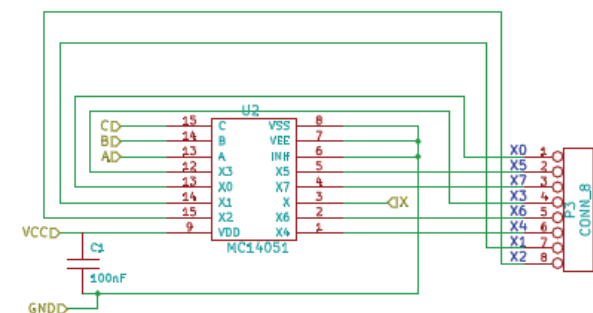 U2
C 15 C VSS 8
B 14 B VEE 7
A 13 A INH 6
12 X3 X5 5
13 X0 X7 4
14 X1 X 3 X
15 X2 X6 2
VCC 9 VDD X4 1
MC14051
C1
100nF
GND
X0 1
X5 2
X7 3
X3 4
X6 5
X4 6
X1 7
X2 8
P3
CONN_8